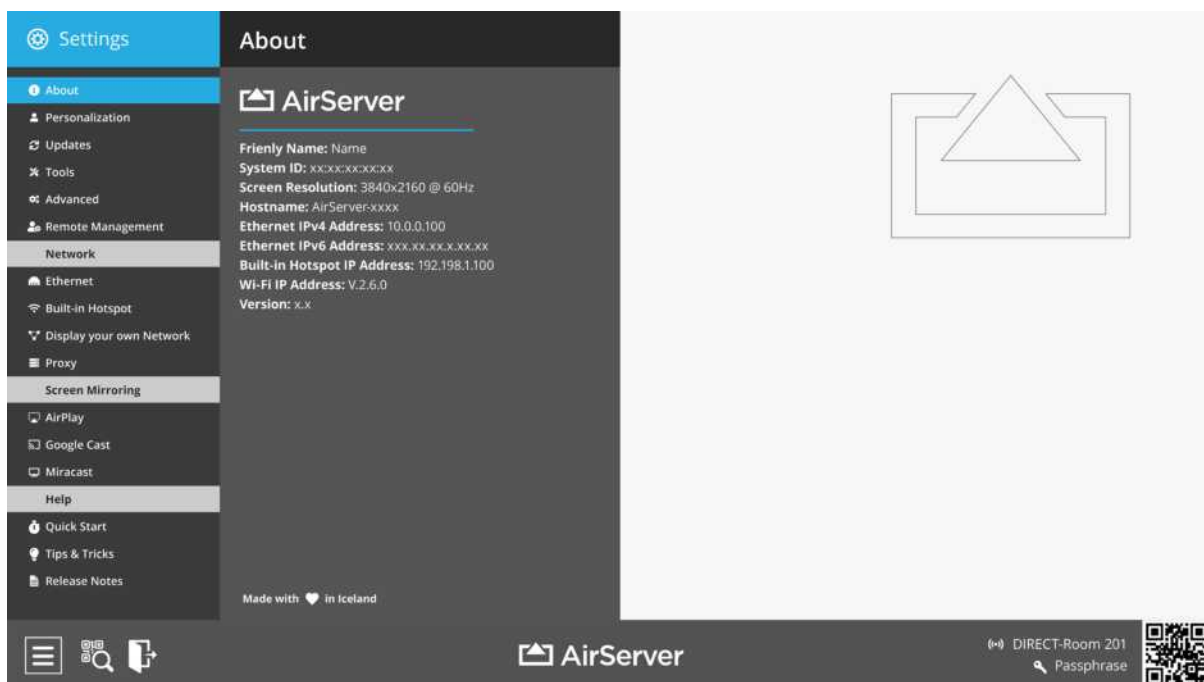 Settings
About
Personalization
Updates
Tools
Advanced
Remote Management
Network
Ethernet
Built-in Hotspot
Display your own Network
Proxy
Screen Mirroring
AirPlay
Google Cast
Miracast
Help
Quick Start
Tips & Tricks
Release Notes
About
AirServer
Frienly Name: Name
System ID: xx:xx:xx:xx:xx
Screen Resolution: 3840x2160 @ 60Hz
Hostname: AirServer-xxxx
Ethernet IPv4 Address: 10.0.0.100
Ethernet IPv6 Address: xxx.xx.xx.x.xx.xx
Built-in Hotspot IP Address: 192.198.1.100
Wi-Fi IP Address: V.2.6.0
Version: x.x
Made with ♥ in Iceland
AirServer
DIRECT-Room 201
Passphrase